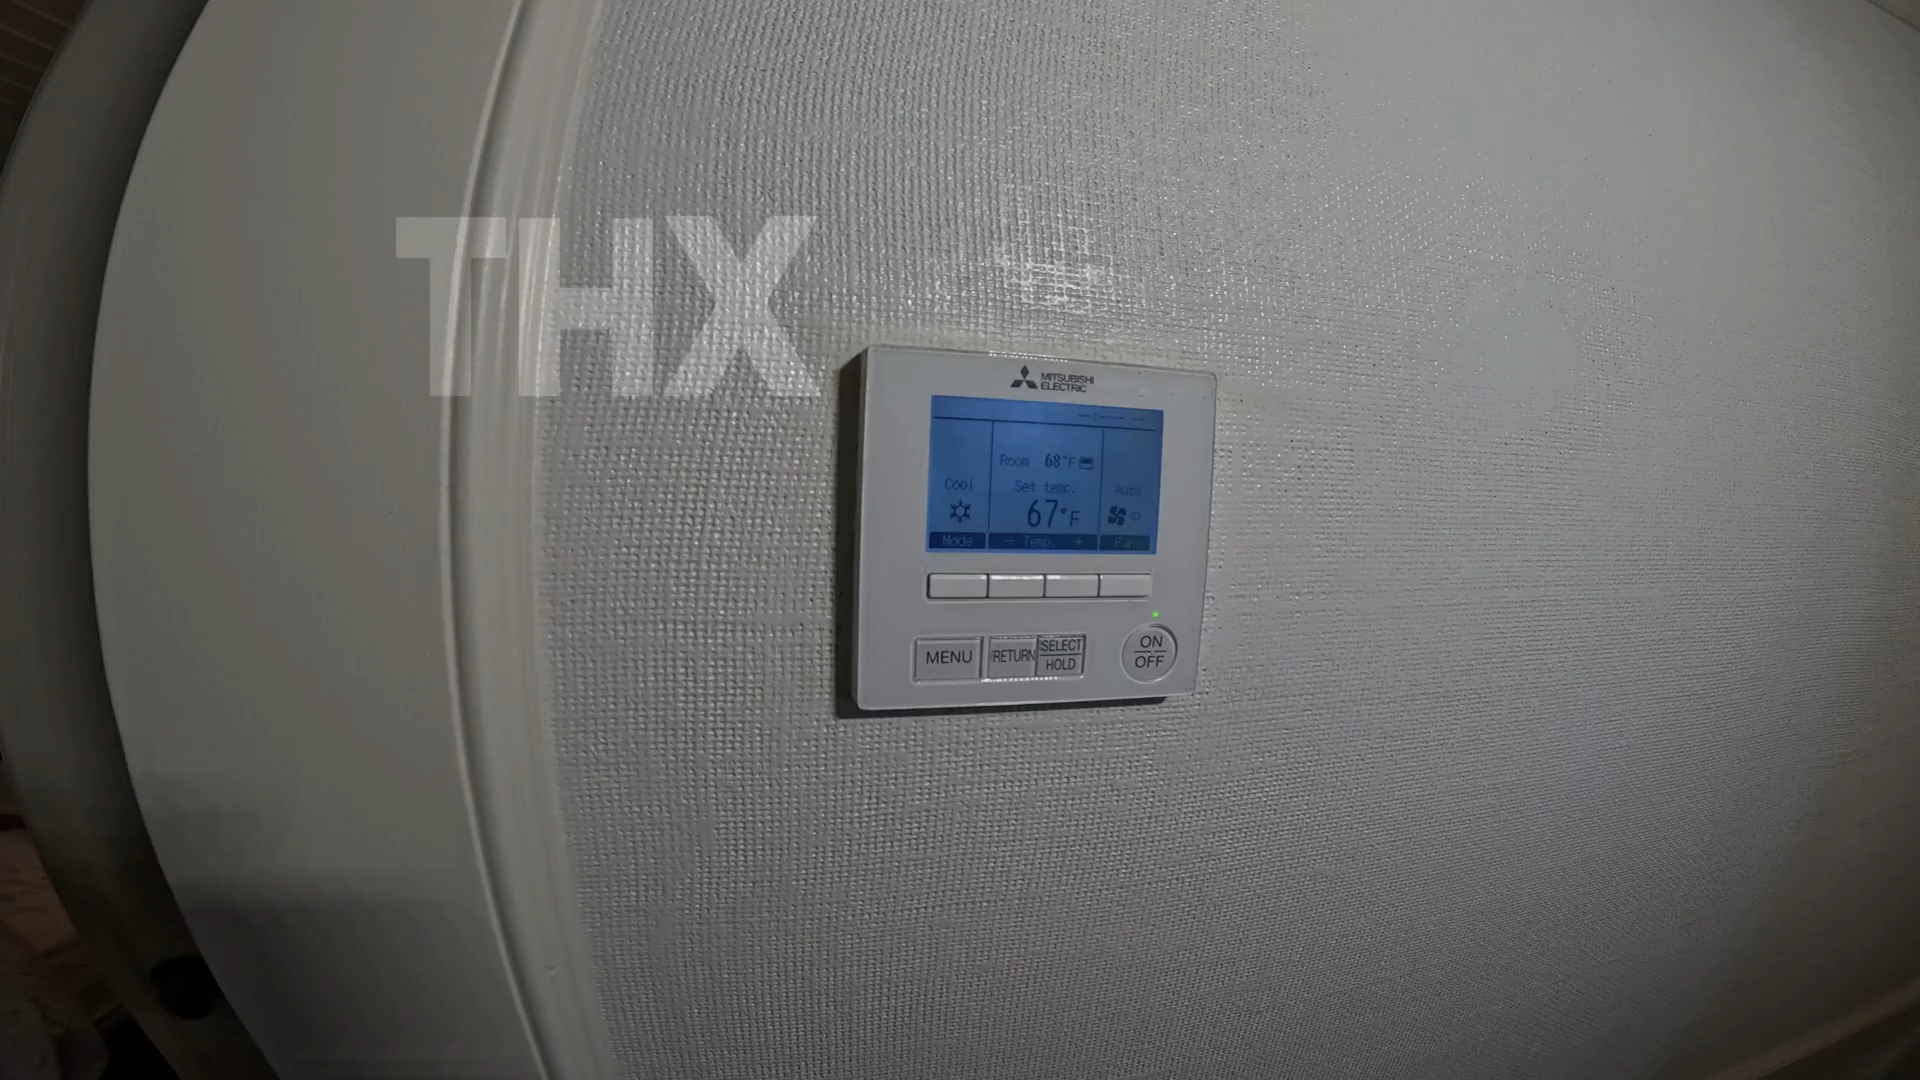 THX
MITSUBISHI
ELECTRIC
Room 68°F
Cool
Set temp.
Auto
67°F
Mode
- Temp. +
Fan
MENU
RETURN
SELECT
HOLD
ON
OFF